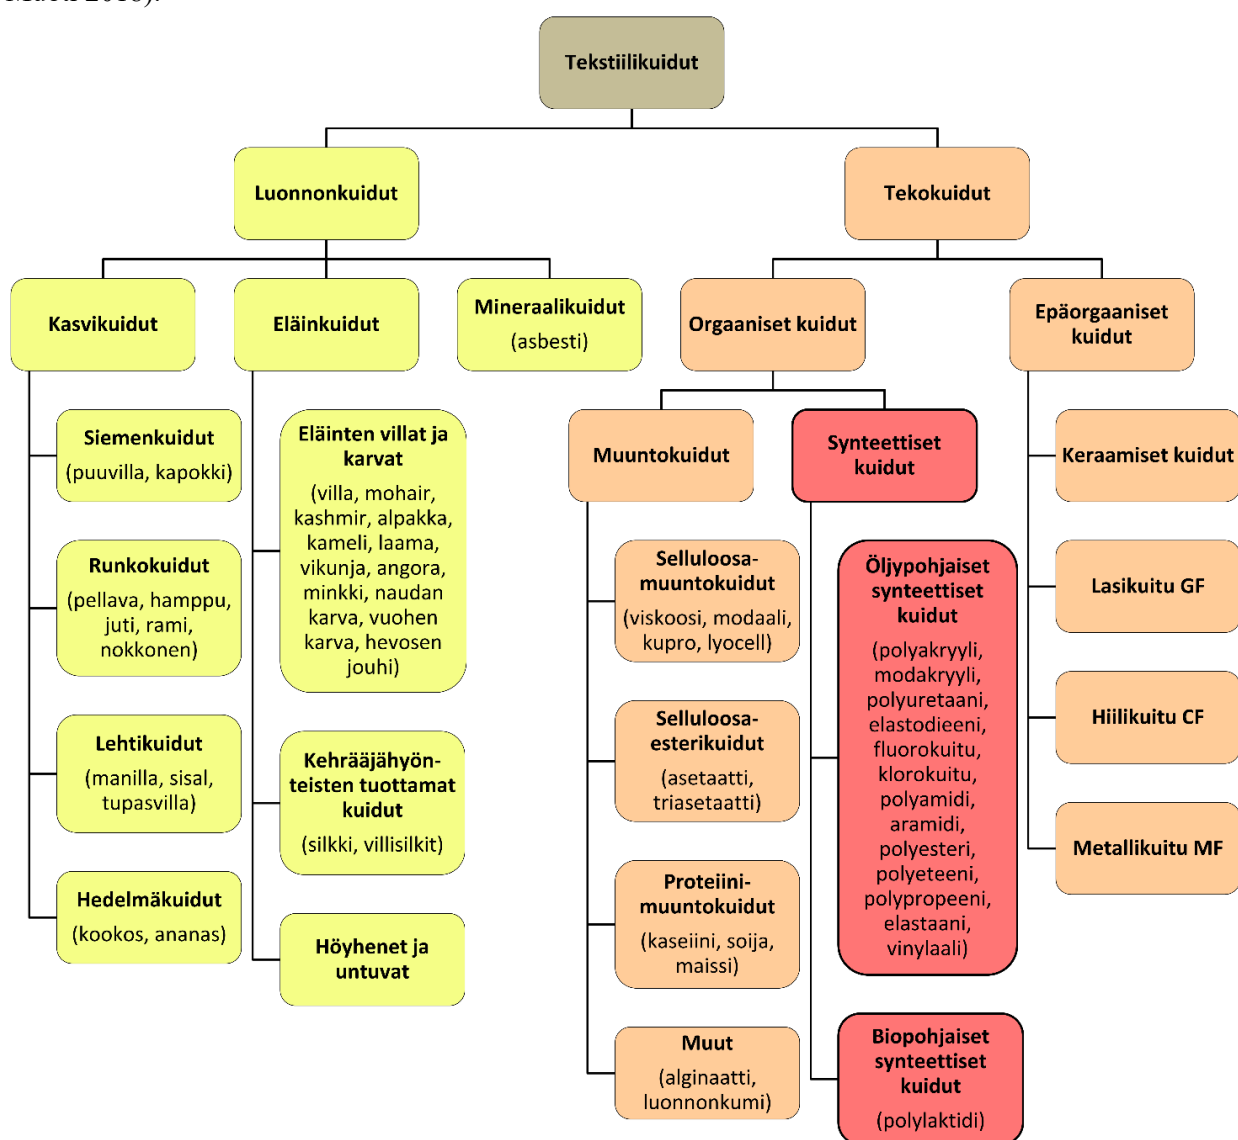 Tekstiilikuidut
Luonnonkuidut
Tekokuidut
Kasvikuidut
Eläinkuidut
Mineraalikuidut
(asbesti)
Orgaaniset kuidut
Epäorgaaniset
kuidut
Siemenkuidut
(puuvilla, kapokki)
Runkokuidut
(pellava, hamppu,
juti, rami,
nokkonen)
Lehtikuidut
(manilla, sisal,
tupasvilla)
Hedelmäkuidut
(kookos, ananas)
Eläinten villat ja
karvat
(villa, mohair,
kashmir, alpakka,
kameli, laama,
vikunja, angora,
minkki, naudan
karva, vuohen
karva, hevosen
jouhi)
Kehrääjähyön-
teisten tuottamat
kuidut
(silkki, villisilkit)
Höyhenet ja
untuvat
Muuntokuidut
Selluloosa-
muuntokuidut
(viskoosi, modaali,
kupro, lyocell)
Selluloosa-
esterikuidut
(asetaatti,
triasetaatti)
Proteiini-
muuntokuidut
(kaseiini, soija,
maissi)
Muut
(alginaatti,
luonnonkumi)
Synteettiset
kuidut
Öljypohjaiset
synteettiset
kuidut
(polyakryyli,
modakryyli,
polyuretaani,
elastodieeni,
fluorokuitu,
klorokuitu,
polyamidi,
aramidi,
polyesteri,
polyeteeni,
polypropeeni,
elastaani,
vinylaali)
Biopohjaiset
synteettiset
kuidut
(polylaktidi)
Keraamiset kuidut
Lasikuitu GF
Hiilikuitu CF
Metallikuitu MF